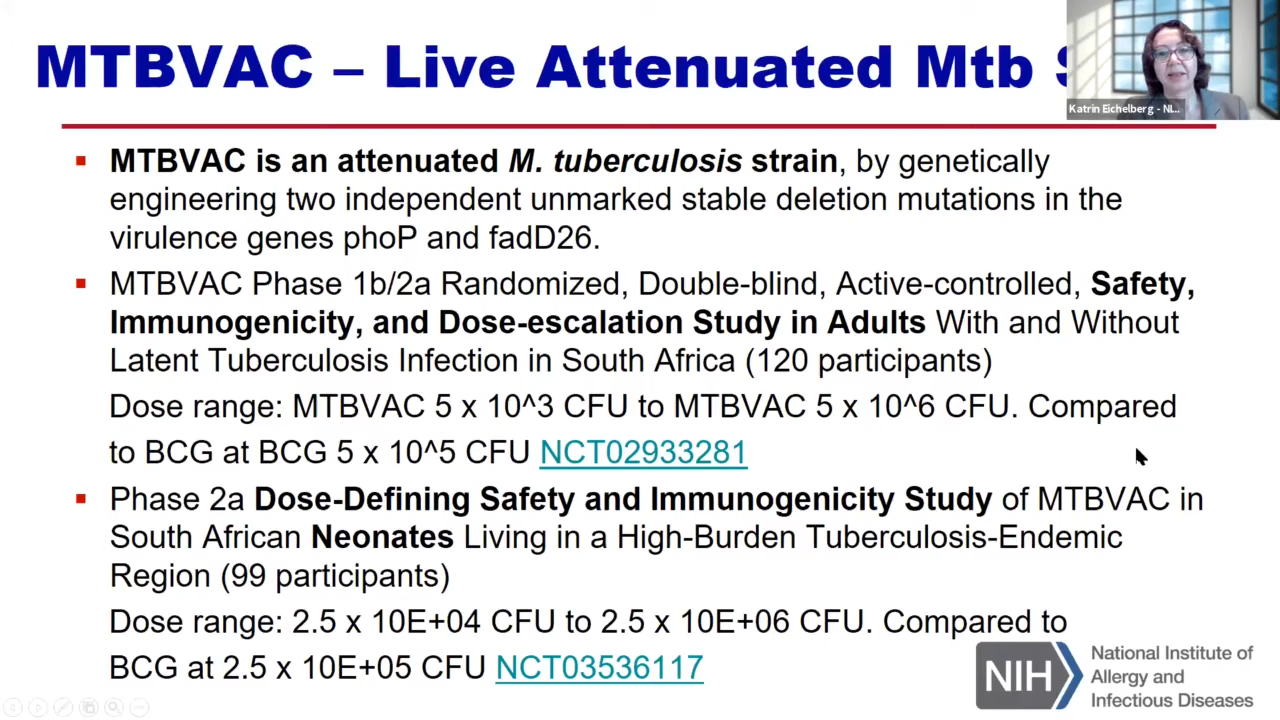 MTBVAC – Live Attenuated Mtb
Katrin Eichelberg - NI...
MTBVAC is an attenuated M. tuberculosis strain, by genetically
engineering two independent unmarked stable deletion mutations in the
virulence genes phoP and fadD26.
MTBVAC Phase 1b/2a Randomized, Double-blind, Active-controlled, Safety,
Immunogenicity, and Dose-escalation Study in Adults With and Without
Latent Tuberculosis Infection in South Africa (120 participants)
Dose range: MTBVAC 5 x 10^3 CFU to MTBVAC 5 x 10^6 CFU. Compared
to BCG at BCG 5 x 10^5 CFU NCT02933281
Phase 2a Dose-Defining Safety and Immunogenicity Study of MTBVAC in
South African Neonates Living in a High-Burden Tuberculosis-Endemic
Region (99 participants)
Dose range: 2.5 x 10E+04 CFU to 2.5 x 10E+06 CFU. Compared to
BCG at 2.5 x 10E+05 CFU NCT03536117
NIH
National Institute of
Allergy and
Infectious Diseases